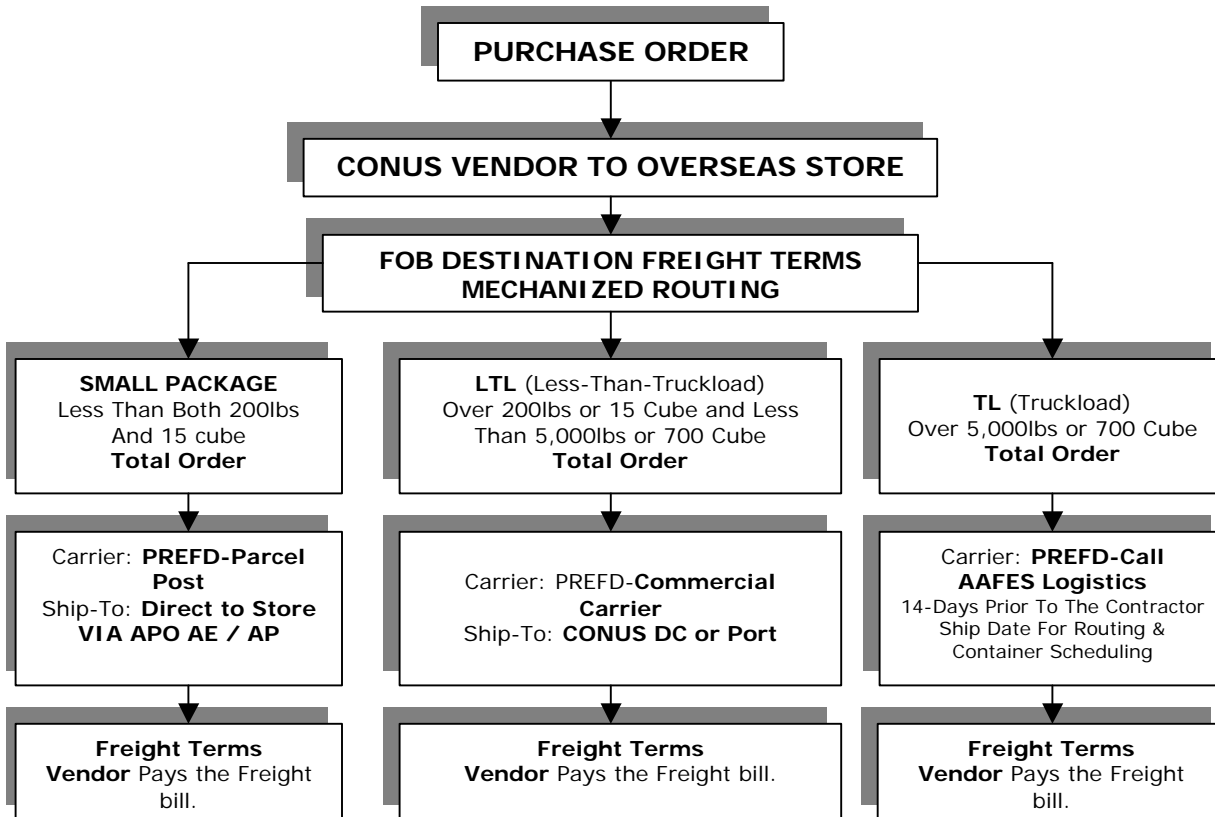 PURCHASE ORDER
CONUS VENDOR TO OVERSEAS STORE
FOB DESTINATION FREIGHT TERMS
MECHANIZED ROUTING
SMALL PACKAGE
Less Than Both 200lbs
And 15 cube
Total Order
LTL (Less-Than-Truckload)
Over 200lbs or 15 Cube and Less
Than 5,000lbs or 700 Cube
Total Order
TL (Truckload)
Over 5,000lbs or 700 Cube
Total Order
Carrier: PREFD-Parcel
Post
Ship-To: Direct to Store
VIA APO AE / AP
Carrier: PREFD-Commercial
Carrier
Ship-To: CONUS DC or Port
Carrier: PREFD-Call
AAFES Logistics
14-Days Prior To The Contractor
Ship Date For Routing &
Container Scheduling
Freight Terms
Vendor Pays the Freight
bill.
Freight Terms
Vendor Pays the Freight bill.
Freight Terms
Vendor Pays the Freight
bill.